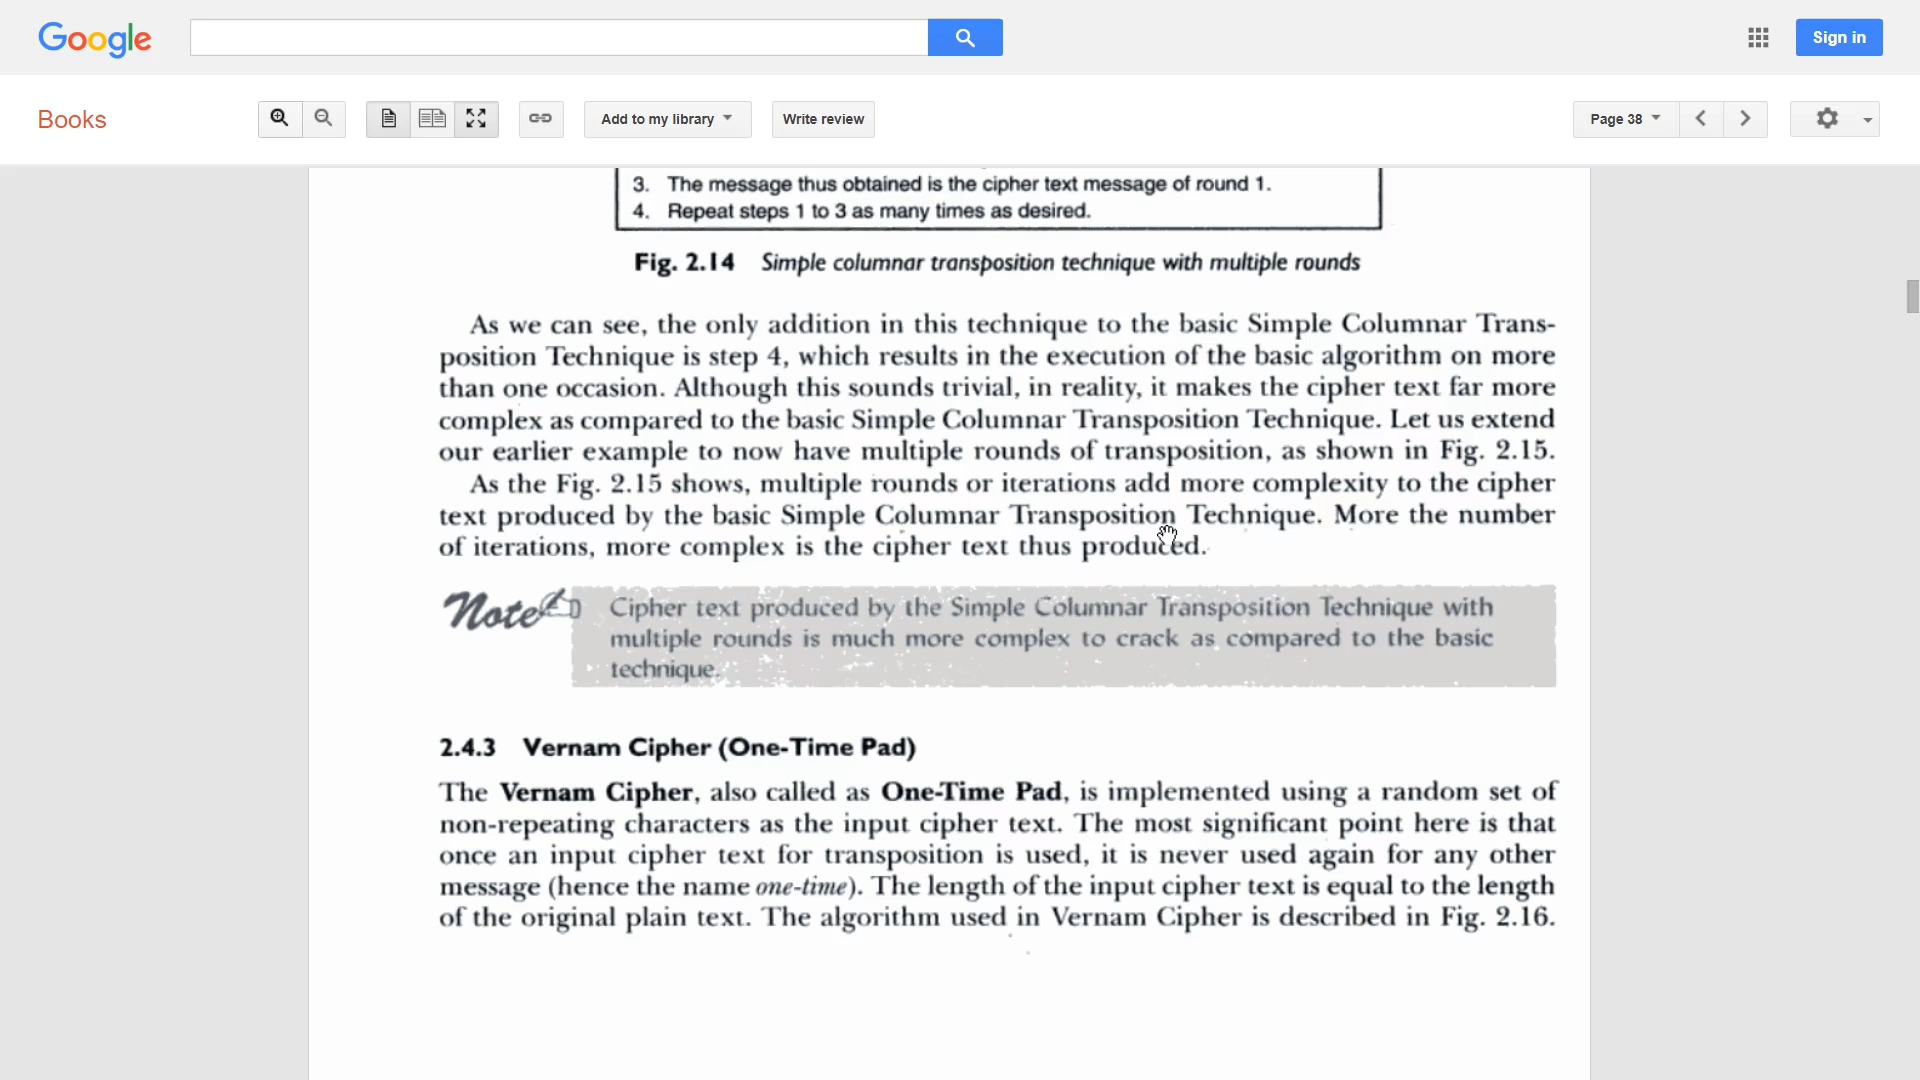 Google
Sign in
Books
Add to my library
Write review
Page 38
3. The message thus obtained is the cipher text message of round 1.
4. Repeat steps 1 to 3 as many times as desired.
Fig. 2.14 Simple columnar transposition technique with multiple rounds
As we can see, the only addition in this technique to the basic Simple Columnar Trans-
position Technique is step 4, which results in the execution of the basic algorithm on more
than one occasion. Although this sounds trivial, in reality, it makes the cipher text far more
complex as compared to the basic Simple Columnar Transposition Technique. Let us extend
our earlier example to now have multiple rounds of transposition, as shown in Fig. 2.15.
As the Fig. 2.15 shows, multiple rounds or iterations add more complexity to the cipher
text produced by the basic Simple Columnar Transposition Technique. More the number
of iterations, more complex is the cipher text thus produced.
Note
Cipher text produced by the Simple Columnar Transposition Technique with
multiple rounds is much more complex to crack as compared to the basic
technique.
2.4.3 Vernam Cipher (One-Time Pad)
The Vernam Cipher, also called as One-Time Pad, is implemented using a random set of
non-repeating characters as the input cipher text. The most significant point here is that
once an input cipher text for transposition is used, it is never used again for any other
message (hence the name one-time). The length of the input cipher text is equal to the length
of the original plain text. The algorithm used in Vernam Cipher is described in Fig. 2.16.